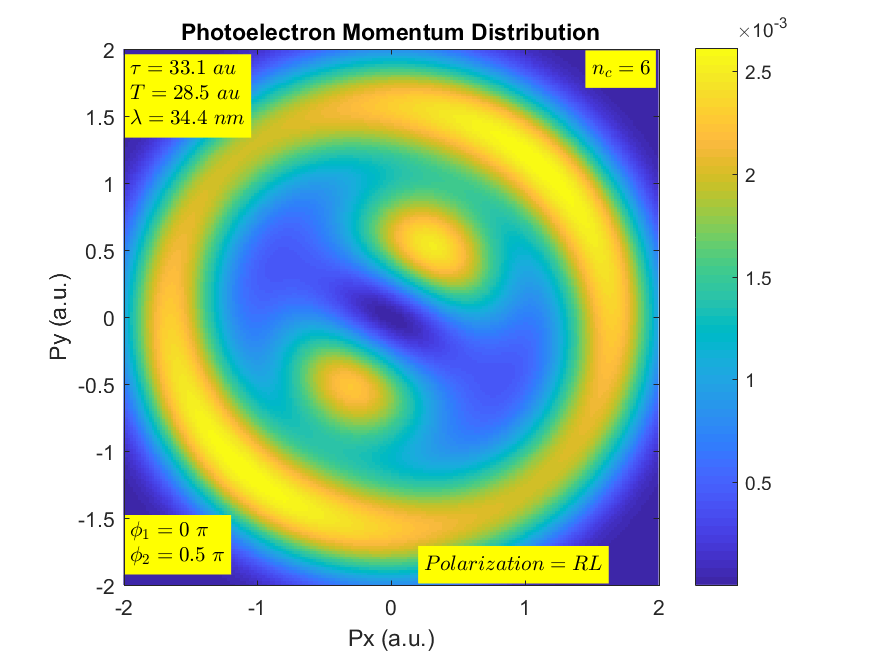 Photoelectron Momentum Distribution
×10⁻³
τ = 33.1 au
T = 28.5 au
λ = 34.4 nm
n_c = 6
2
1.5
1
0.5
0
-0.5
-1
-1.5
-2
Py (a.u.)
2.5
2
1.5
1
0.5
ϕ₁ = 0 π
ϕ₂ = 0.5 π
Polarization = RL
-2 -1 0 1 2
Px (a.u.)